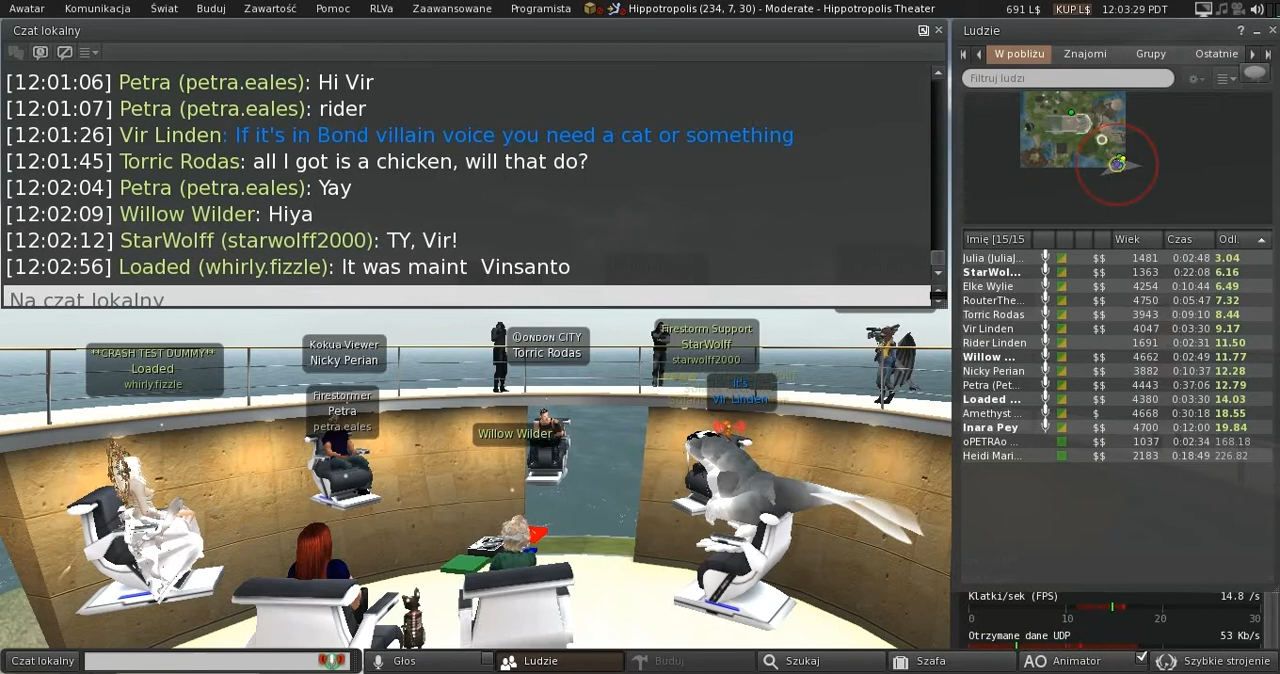 Awatar Komunikacja Świat Buduj Zawartość Pomoc RLVa Zaawansowane Programista Hippotropolis (234, 7, 30) - Moderate - Hippotropolis Theater 691 L$ KUP L$ 12:03:29 PDT
Czat lokalny
[12:01:06] Petra (petra.eales): Hi Vir
[12:01:07] Petra (petra.eales): rider
[12:01:26] Vir Linden: If it's in Bond villain voice you need a cat or something
[12:01:45] Torric Rodas: all I got is a chicken, will that do?
[12:02:04] Petra (petra.eales): Yay
[12:02:09] Willow Wilder: Hiya
[12:02:12] StarWolff (starwolff2000): TY, Vir!
[12:02:56] Loaded (whirly.fizzle): It was maint  Vinsanto
Na czat lokalny
Ludzie
W pobliżu Znajomi Grupy Ostatnie
Filtruj ludzi
Imię [15/15 Wiek Czas Odl.
Julia (JuliaJ... $$ 1481 0:02:48 3.04
StarWol... $$ 1363 0:22:08 6.16
Elke Wylie $$ 4254 0:10:44 6.49
RouterThe... $$ 4750 0:05:47 7.32
Torric Rodas $$ 3943 0:09:10 8.44
Vir Linden $$ 4047 0:03:30 9.17
Rider Linden $$ 1691 0:02:31 11.50
Willow ... $$ 4662 0:02:49 11.77
Nicky Perian $$ 3882 0:10:37 12.28
Petra (Pet... $$ 4443 0:37:06 12.79
Loaded ... $$ 4380 0:03:30 14.03
Amethyst ... $ 4668 0:30:18 18.55
Inara Pey $$ 4700 0:12:00 19.84
oPETRAo ... $$ 1037 0:02:34 168.18
Heidi Mari... $$ 2183 0:18:49 226.82
Klatki/sek (FPS) 14.8 /s
0 10 20 30
Otrzymane dane UDP 53 Kb/s
**CRASH TEST DUMMY**
Loaded
whirly.fizzle
Kokua Viewer
Nicky Perian
Firestormer
Petra
petra.eales
LONDON CITY
Torric Rodas
Willow Wilder
Firestorm Support
StarWolff
starwolff2000
It's
Vir Linden
Czat lokalny Głos Ludzie Buduj Szukaj Szafa AO Animator Szybkie strojenie